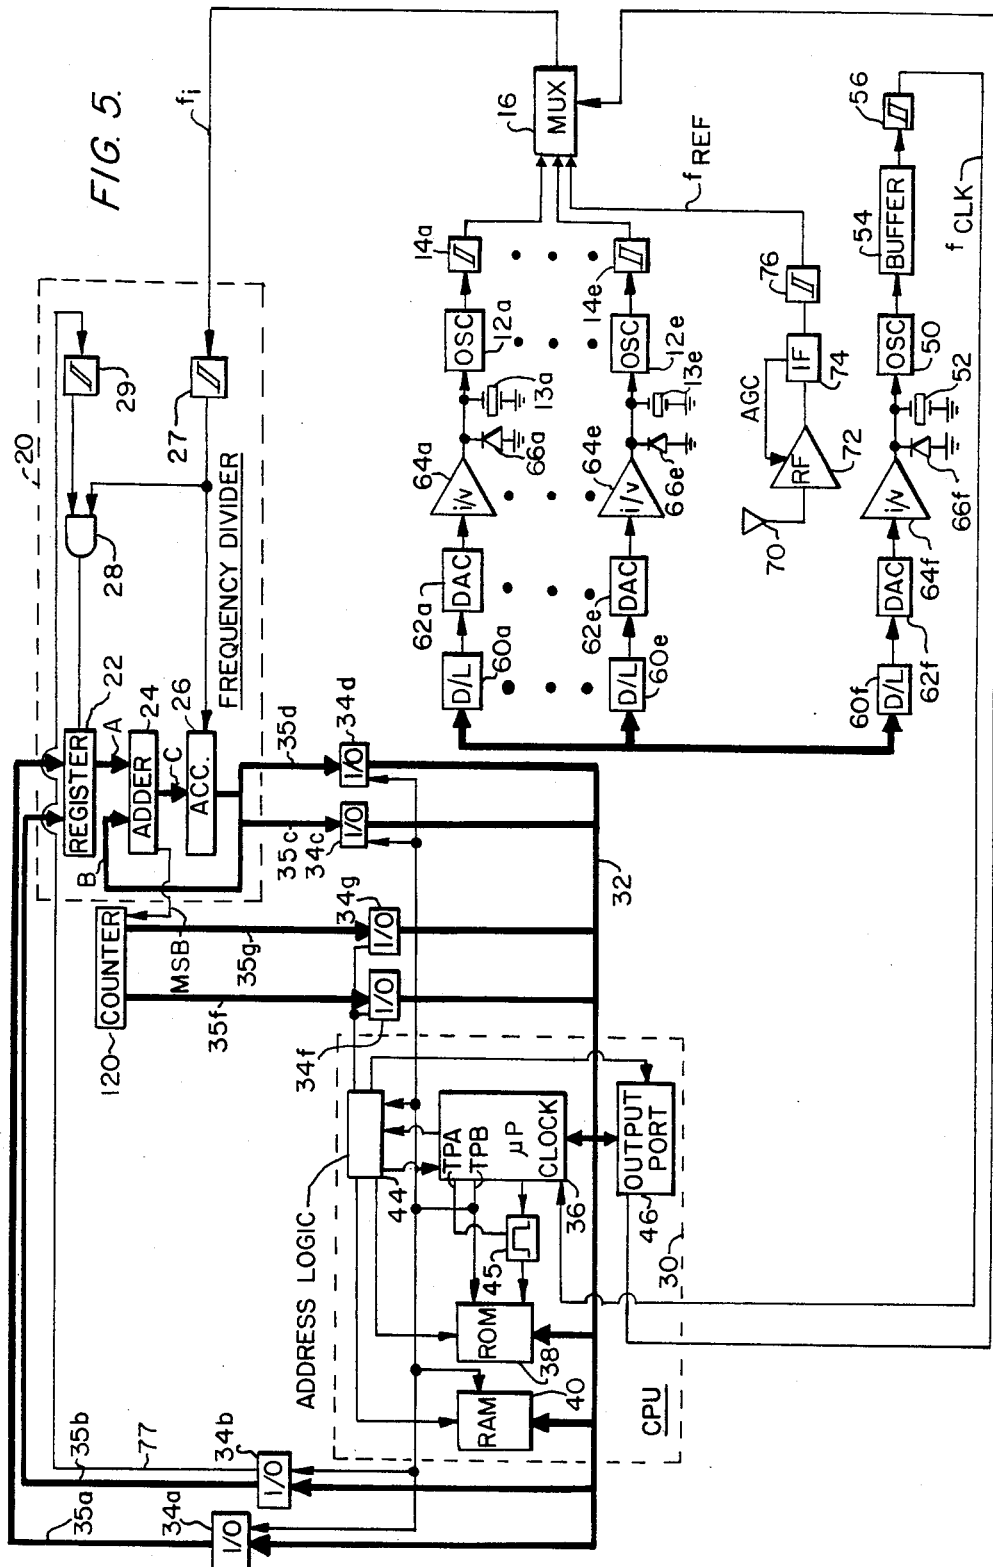 FIG. 5.
fi
16
MUX
20
29
27
28
FREQUENCY DIVIDER
22
REGISTER
A
24
ADDER
C
26
ACC.
B
MSB
120
COUNTER
35g
35f
34g
I/O
34f
I/O
35d
34d
I/O
35c
34c
I/O
32
35a
35b
77
34b
I/O
34a
I/O
ADDRESS LOGIC
44
TPA
TPB
µP
CLOCK
36
45
ROM
38
RAM
40
CPU
30
OUTPUT PORT
46
14a
OSC
12a
13a
66a
64a
i/v
62a
DAC
D/L
60a
14e
OSC
12e
13e
66e
64e
i/v
62e
DAC
D/L
60e
fREF
76
IF
74
AGC
RF
72
70
56
54
BUFFER
OSC
50
52
66f
i/v
64f
DAC
62f
60f
D/L
fCLK